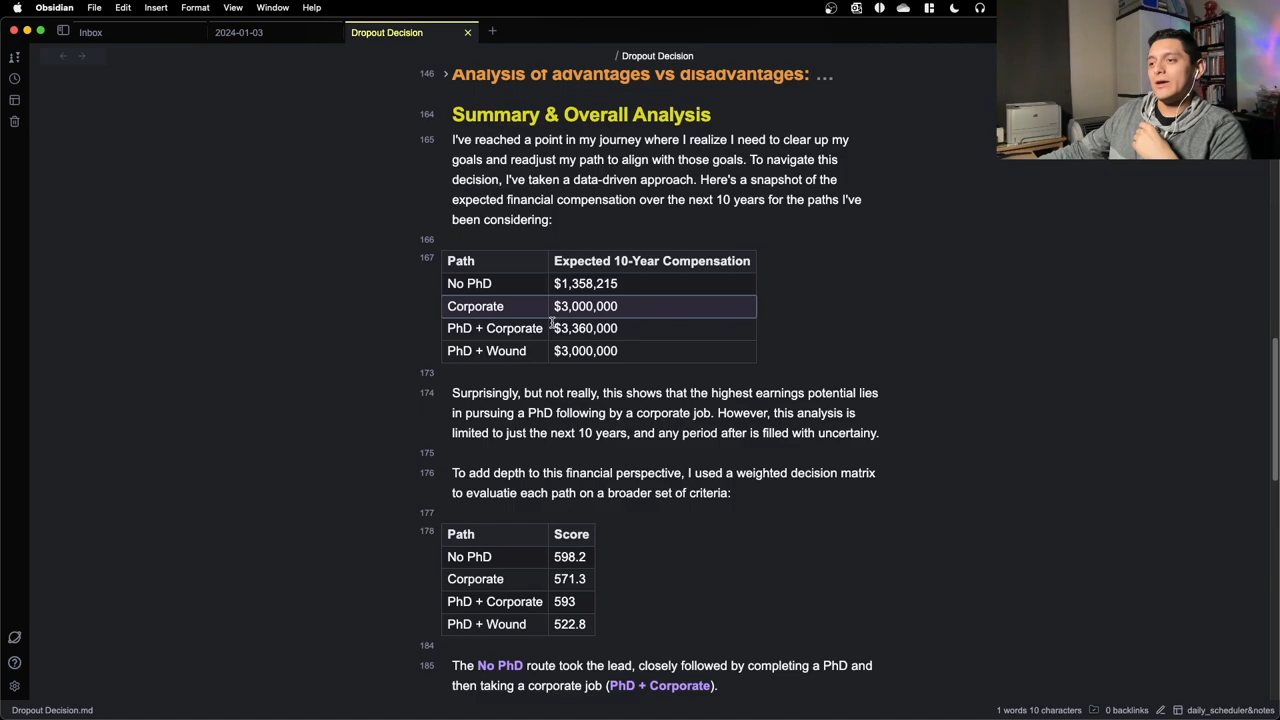 Obsidian File Edit Insert Format View Window Help
Inbox 2024-01-03 Dropout Decision
/ Dropout Decision
146 Analysis of advantages vs disadvantages: ...
164 Summary & Overall Analysis
165 I've reached a point in my journey where I realize I need to clear up my
goals and readjust my path to align with those goals. To navigate this
decision, I've taken a data-driven approach. Here's a snapshot of the
expected financial compensation over the next 10 years for the paths I've
been considering:
166
167 Path Expected 10-Year Compensation
No PhD $1,358,215
Corporate $3,000,000
PhD + Corporate $3,360,000
PhD + Wound $3,000,000
173
174 Surprisingly, but not really, this shows that the highest earnings potential lies
in pursuing a PhD following by a corporate job. However, this analysis is
limited to just the next 10 years, and any period after is filled with uncertainy.
175
176 To add depth to this financial perspective, I used a weighted decision matrix
to evaluatie each path on a broader set of criteria:
177
178 Path Score
No PhD 598.2
Corporate 571.3
PhD + Corporate 593
PhD + Wound 522.8
184
185 The No PhD route took the lead, closely followed by completing a PhD and
then taking a corporate job (PhD + Corporate).
Dropout Decision.md 1 words 10 characters 0 backlinks daily_scheduler&notes